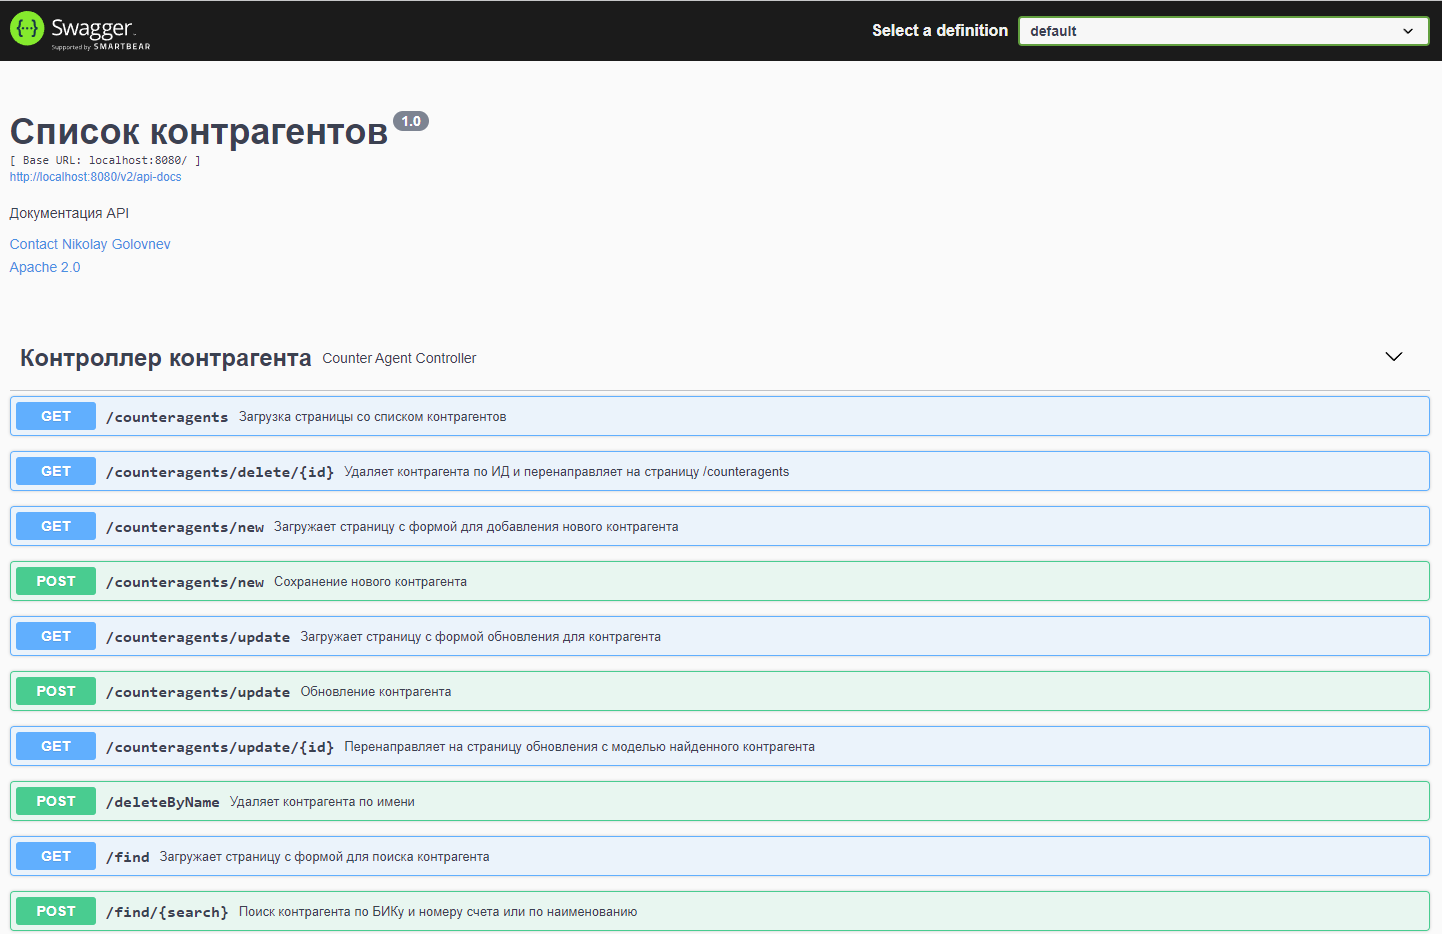 Swagger
Supported by SMARTBEAR
Select a definition
default
Список контрагентов 1.0
[ Base URL: localhost:8080/ ]
http://localhost:8080/v2/api-docs
Документация API
Contact Nikolay Golovnev
Apache 2.0
Контроллер контрагента Counter Agent Controller
GET /counteragents Загрузка страницы со списком контрагентов
GET /counteragents/delete/{id} Удаляет контрагента по ИД и перенаправляет на страницу /counteragents
GET /counteragents/new Загружает страницу с формой для добавления нового контрагента
POST /counteragents/new Сохранение нового контрагента
GET /counteragents/update Загружает страницу с формой обновления для контрагента
POST /counteragents/update Обновление контрагента
GET /counteragents/update/{id} Перенаправляет на страницу обновления с моделью найденного контрагента
POST /deleteByName Удаляет контрагента по имени
GET /find Загружает страницу с формой для поиска контрагента
POST /find/{search} Поиск контрагента по БИКу и номеру счета или по наименованию